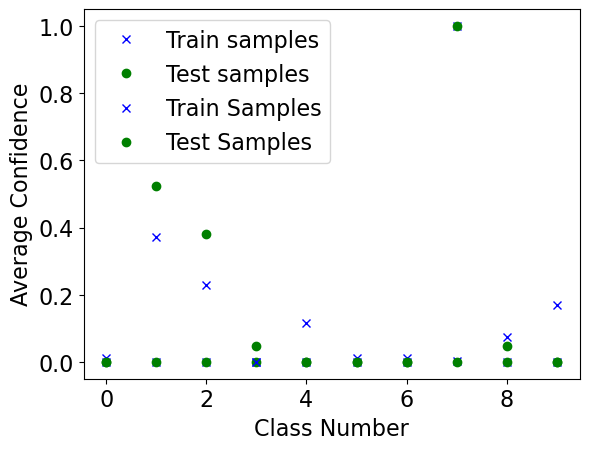 Train samples
Test samples
Train Samples
Test Samples
Average Confidence
1.0
0.8
0.6
0.4
0.2
0.0
0 2 4 6 8
Class Number